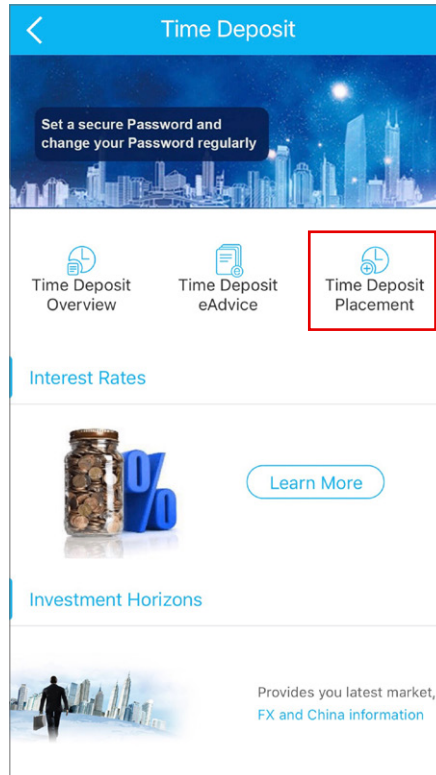 Time Deposit
Set a secure Password and
change your Password regularly
Time Deposit
Overview
Time Deposit
eAdvice
Time Deposit
Placement
Interest Rates
%
Learn More
Investment Horizons
Provides you latest market,
FX and China information